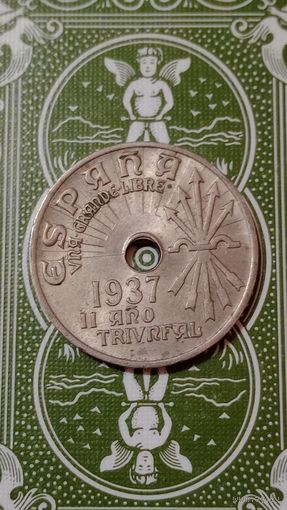 ESPAÑA
VNA·GRANDE·LIBRE
1937
II AÑO
TRIVNFAL